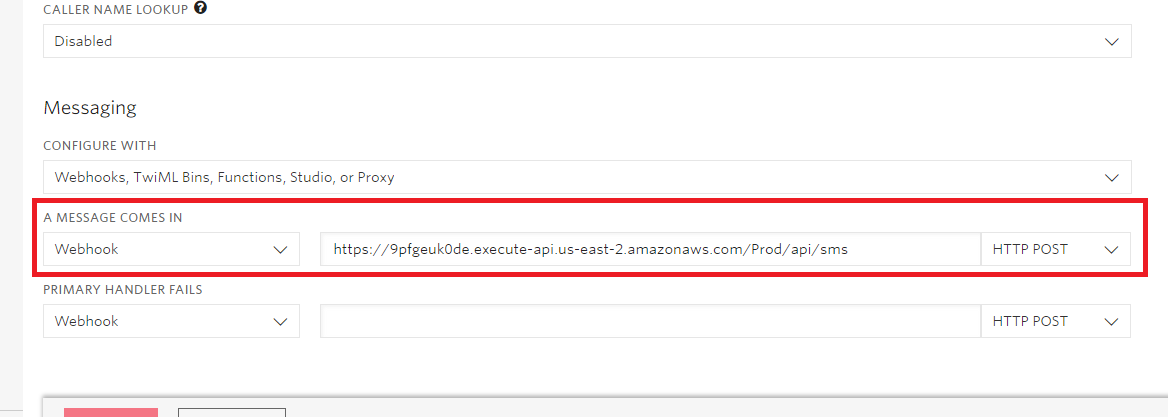 CALLER NAME LOOKUP ?
Disabled
Messaging
CONFIGURE WITH
Webhooks, TwiML Bins, Functions, Studio, or Proxy
A MESSAGE COMES IN
Webhook https://9pfgeuk0de.execute-api.us-east-2.amazonaws.com/Prod/api/sms HTTP POST
PRIMARY HANDLER FAILS
Webhook HTTP POST